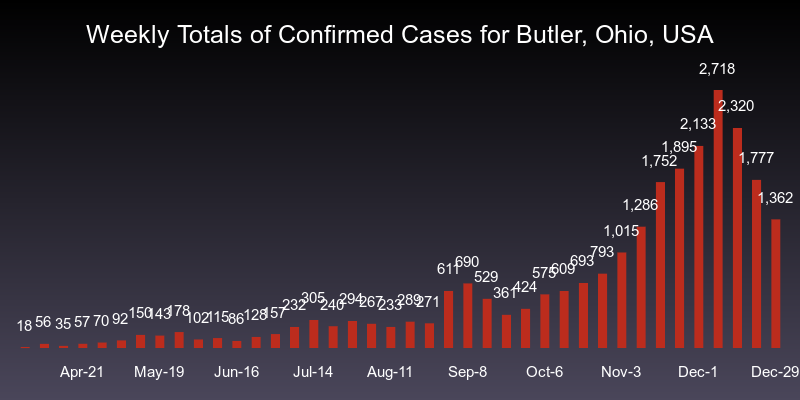 Weekly Totals of Confirmed Cases for Butler, Ohio, USA
18 56 35 57 70 92 150 143 178 102 115 86 128 157 232 305 240 294 267 233 289 271 611 690 529 361 424 575 609 693 793 1,015 1,286 1,752 1,895 2,133 2,718 2,320 1,777 1,362
Apr-21 May-19 Jun-16 Jul-14 Aug-11 Sep-8 Oct-6 Nov-3 Dec-1 Dec-29